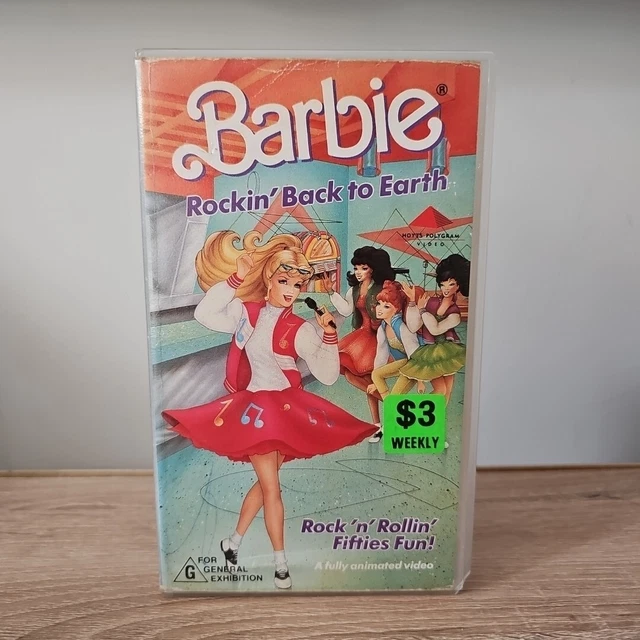 Barbie®
Rockin' Back to Earth
HOYTS POLYGRAM
VIDEO
$3
WEEKLY
Rock 'n' Rollin'
Fifties Fun!
A fully animated video
G
FOR
GENERAL
EXHIBITION